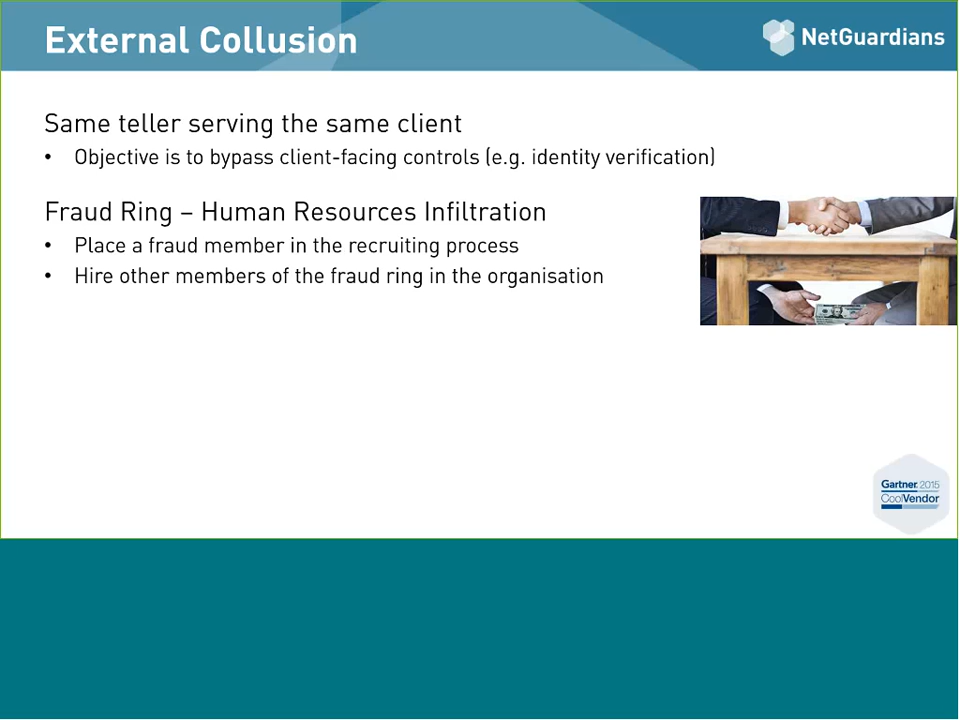 External Collusion
NetGuardians
Same teller serving the same client
• Objective is to bypass client-facing controls (e.g. identity verification)
Fraud Ring – Human Resources Infiltration
• Place a fraud member in the recruiting process
• Hire other members of the fraud ring in the organisation
Gartner 2015
CoolVendor